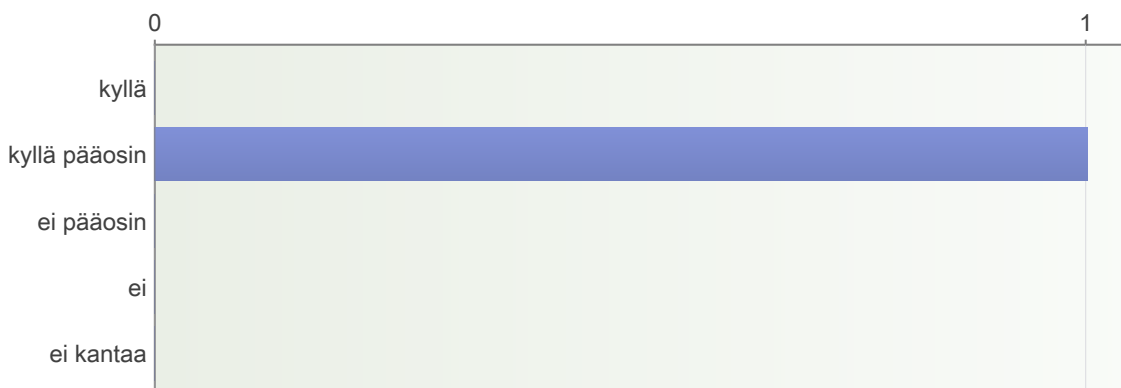 0 1
kyllä
kyllä pääosin
ei pääosin
ei
ei kantaa